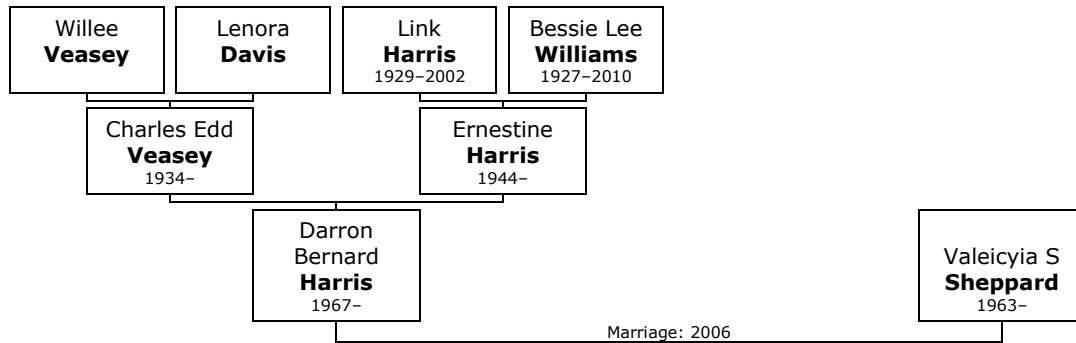 Willee
Veasey
Lenora
Davis
Link
Harris
1929–2002
Bessie Lee
Williams
1927–2010
Charles Edd
Veasey
1934–
Ernestine
Harris
1944–
Darron
Bernard
Harris
1967–
Valeicyia S
Sheppard
1963–
Marriage: 2006